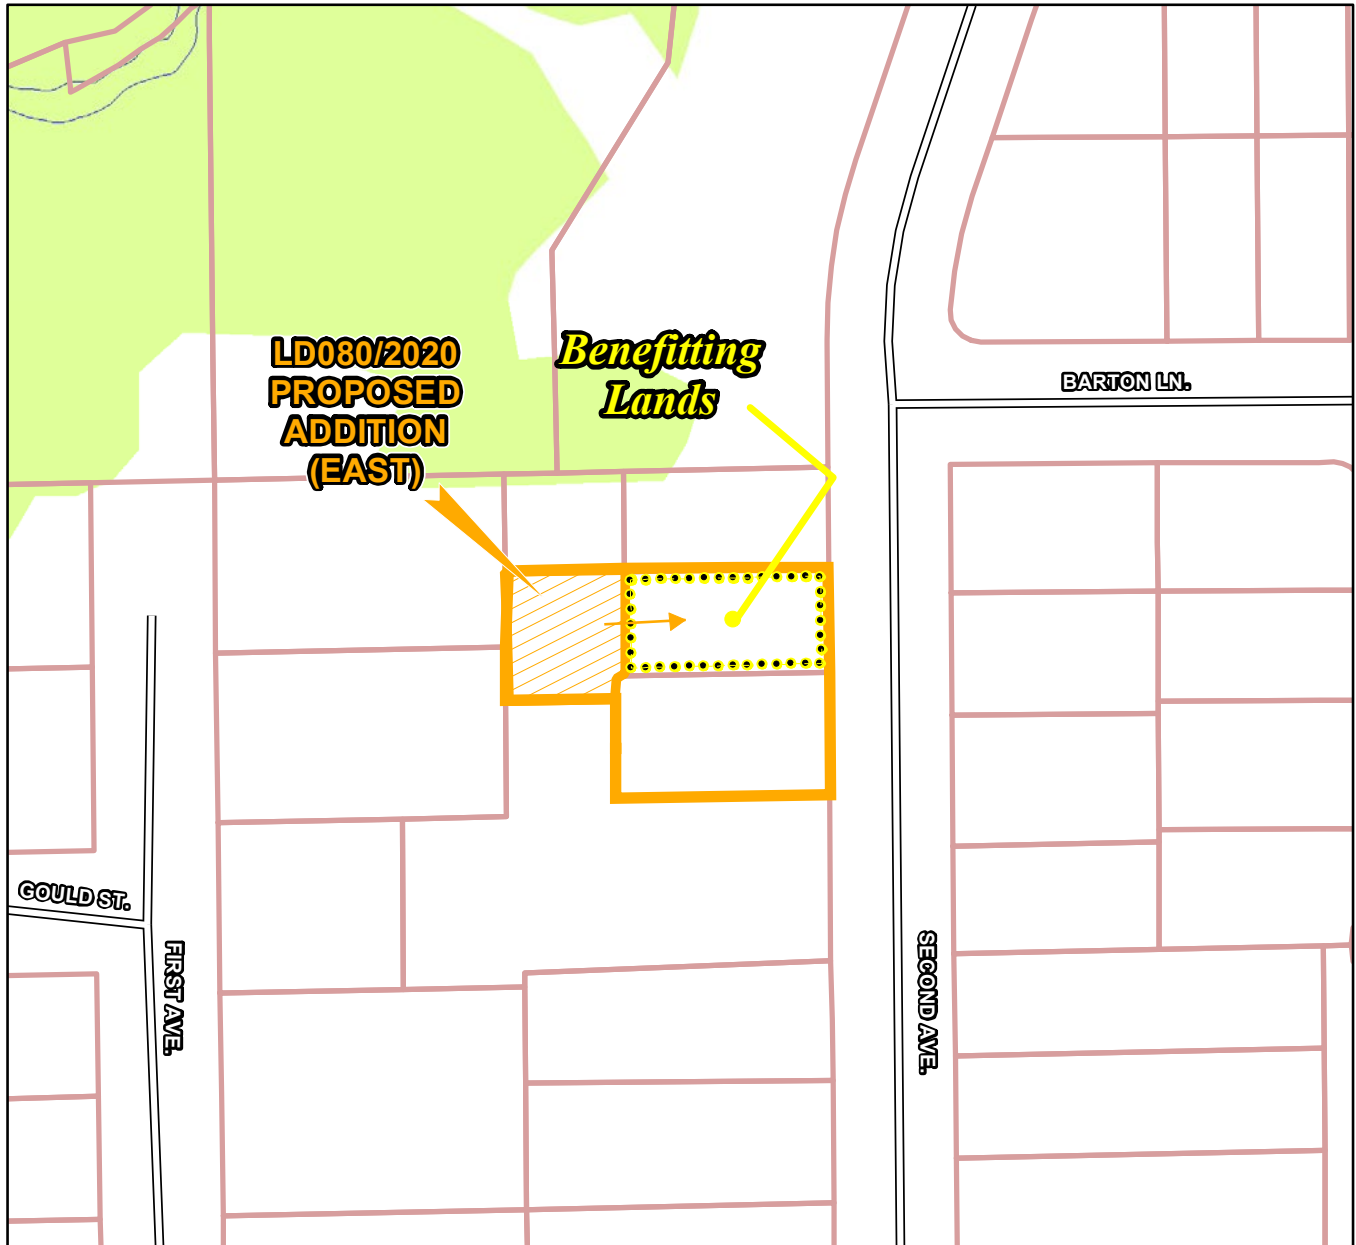 LD080/2020
PROPOSED
ADDITION
(EAST)
Benefitting
Lands
BARTON LN.
GOULD ST.
FIRST AVE.
SECOND AVE.